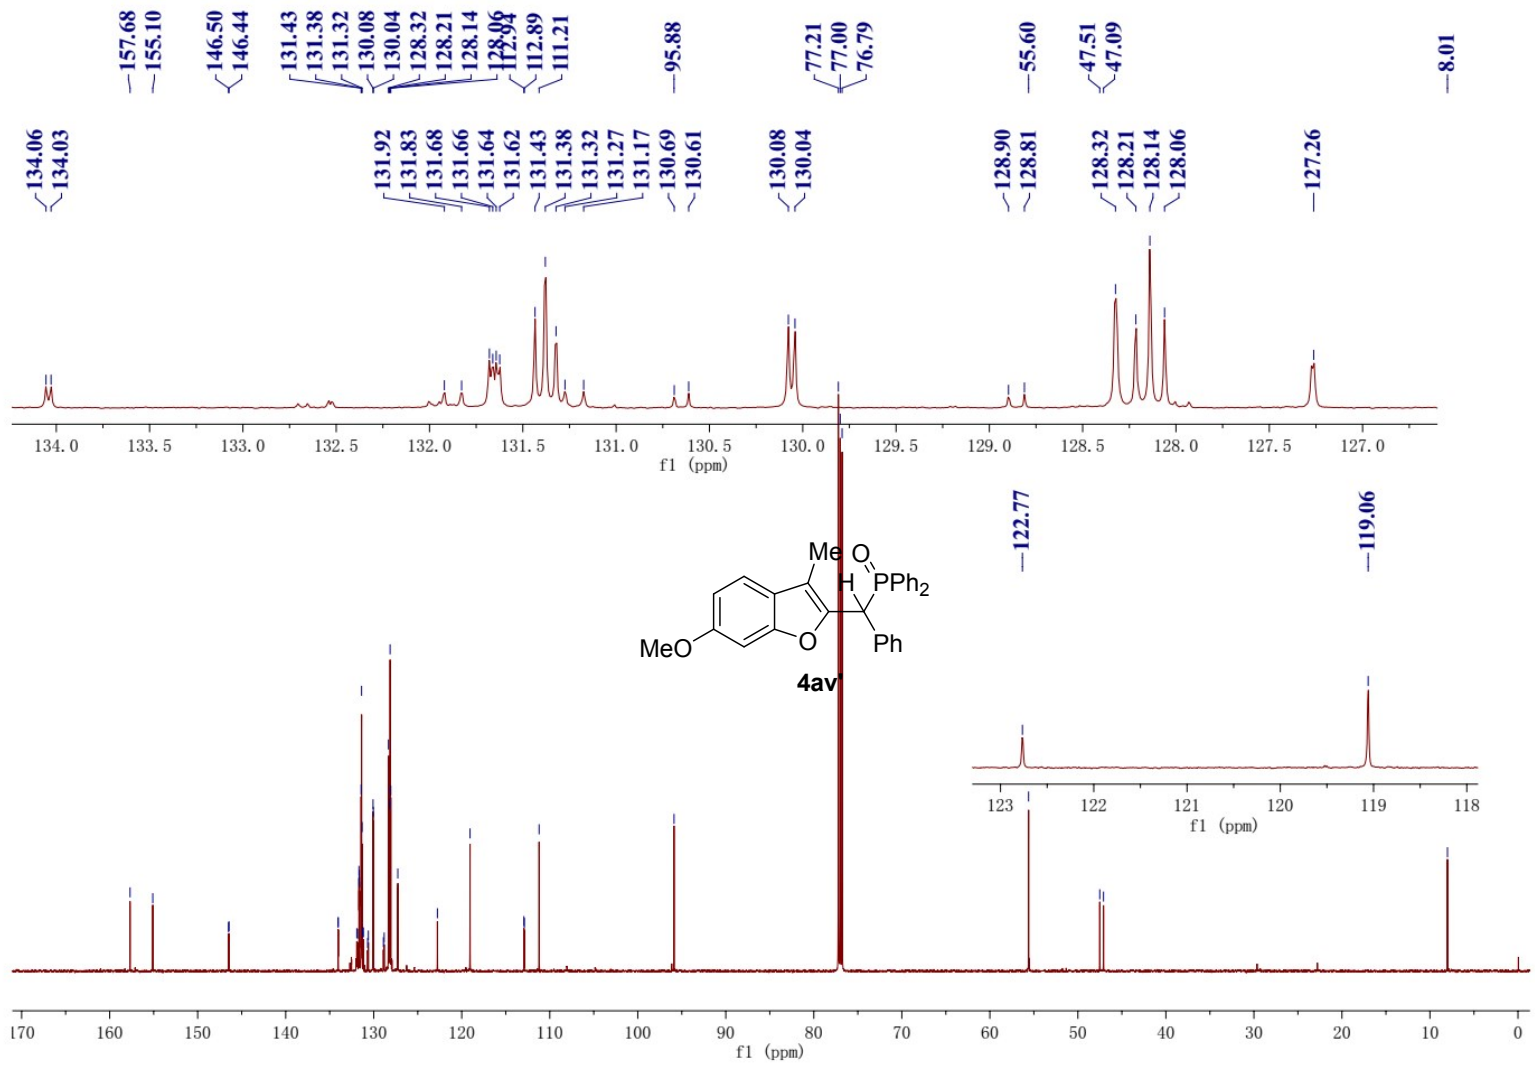 157.68 155.10 146.50 146.44 131.43 131.38 131.32 130.08 130.04 128.32 128.21 128.14 128.06 112.94 112.89 111.21 95.88 77.21 77.00 76.79 55.60 47.51 47.09 8.01
134.06 134.03 131.92 131.83 131.68 131.66 131.64 131.62 131.43 131.38 131.32 131.27 131.17 130.69 130.61 130.08 130.04 128.90 128.81 128.32 128.21 128.14 128.06 127.26
134.0 133.5 133.0 132.5 132.0 131.5 131.0 130.5 130.0 129.5 129.0 128.5 128.0 127.5 127.0
f1 (ppm)
122.77 119.06
Me O
H PPh2
MeO O Ph
4av'
123 122 121 120 119 118
f1 (ppm)
170 160 150 140 130 120 110 100 90 80 70 60 50 40 30 20 10 0
f1 (ppm)